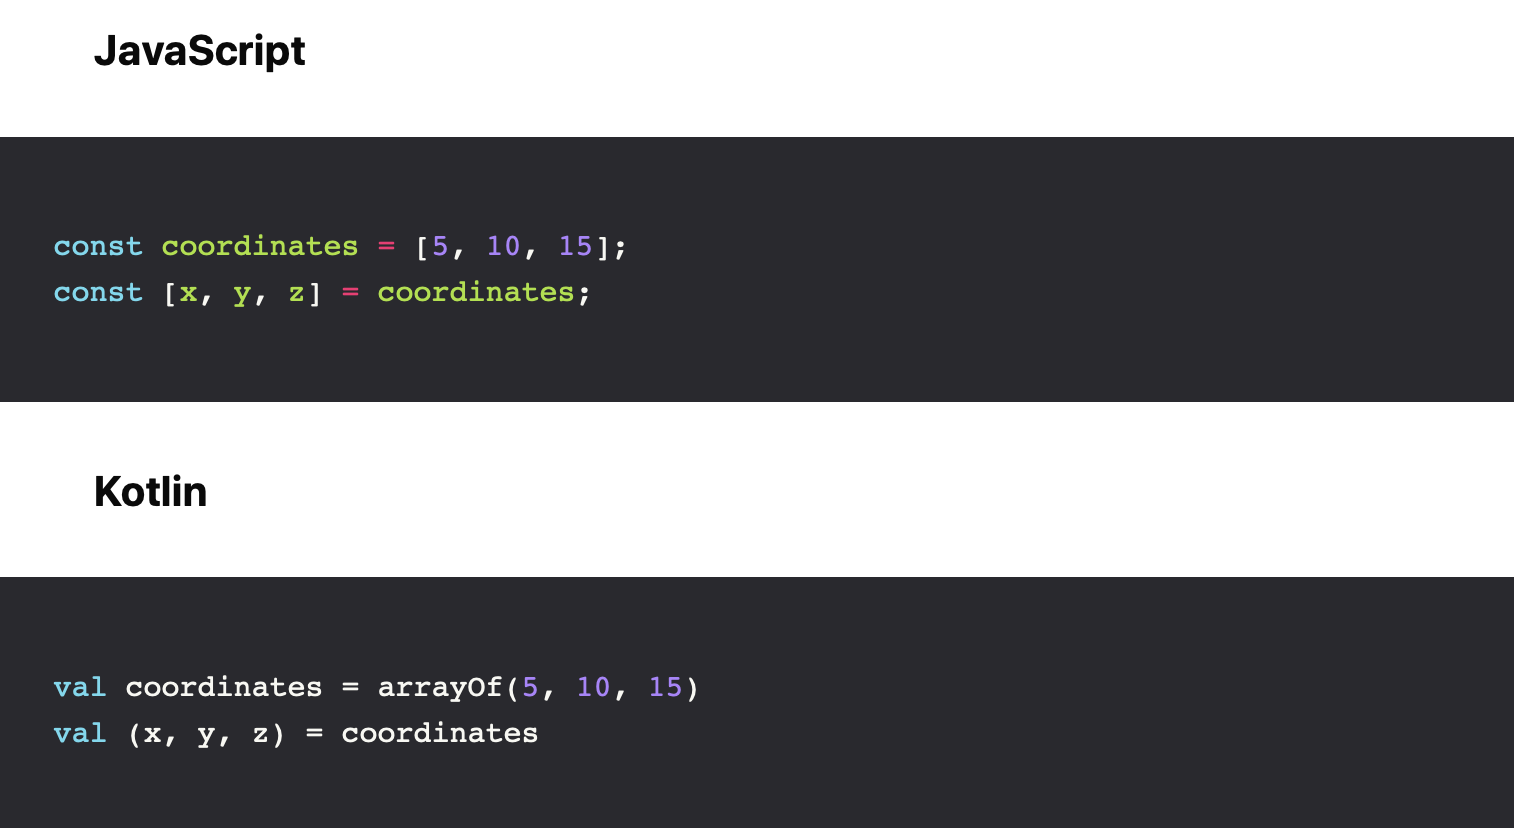 JavaScript
const coordinates = [5, 10, 15];
const [x, y, z] = coordinates;
Kotlin
val coordinates = arrayOf(5, 10, 15)
val (x, y, z) = coordinates